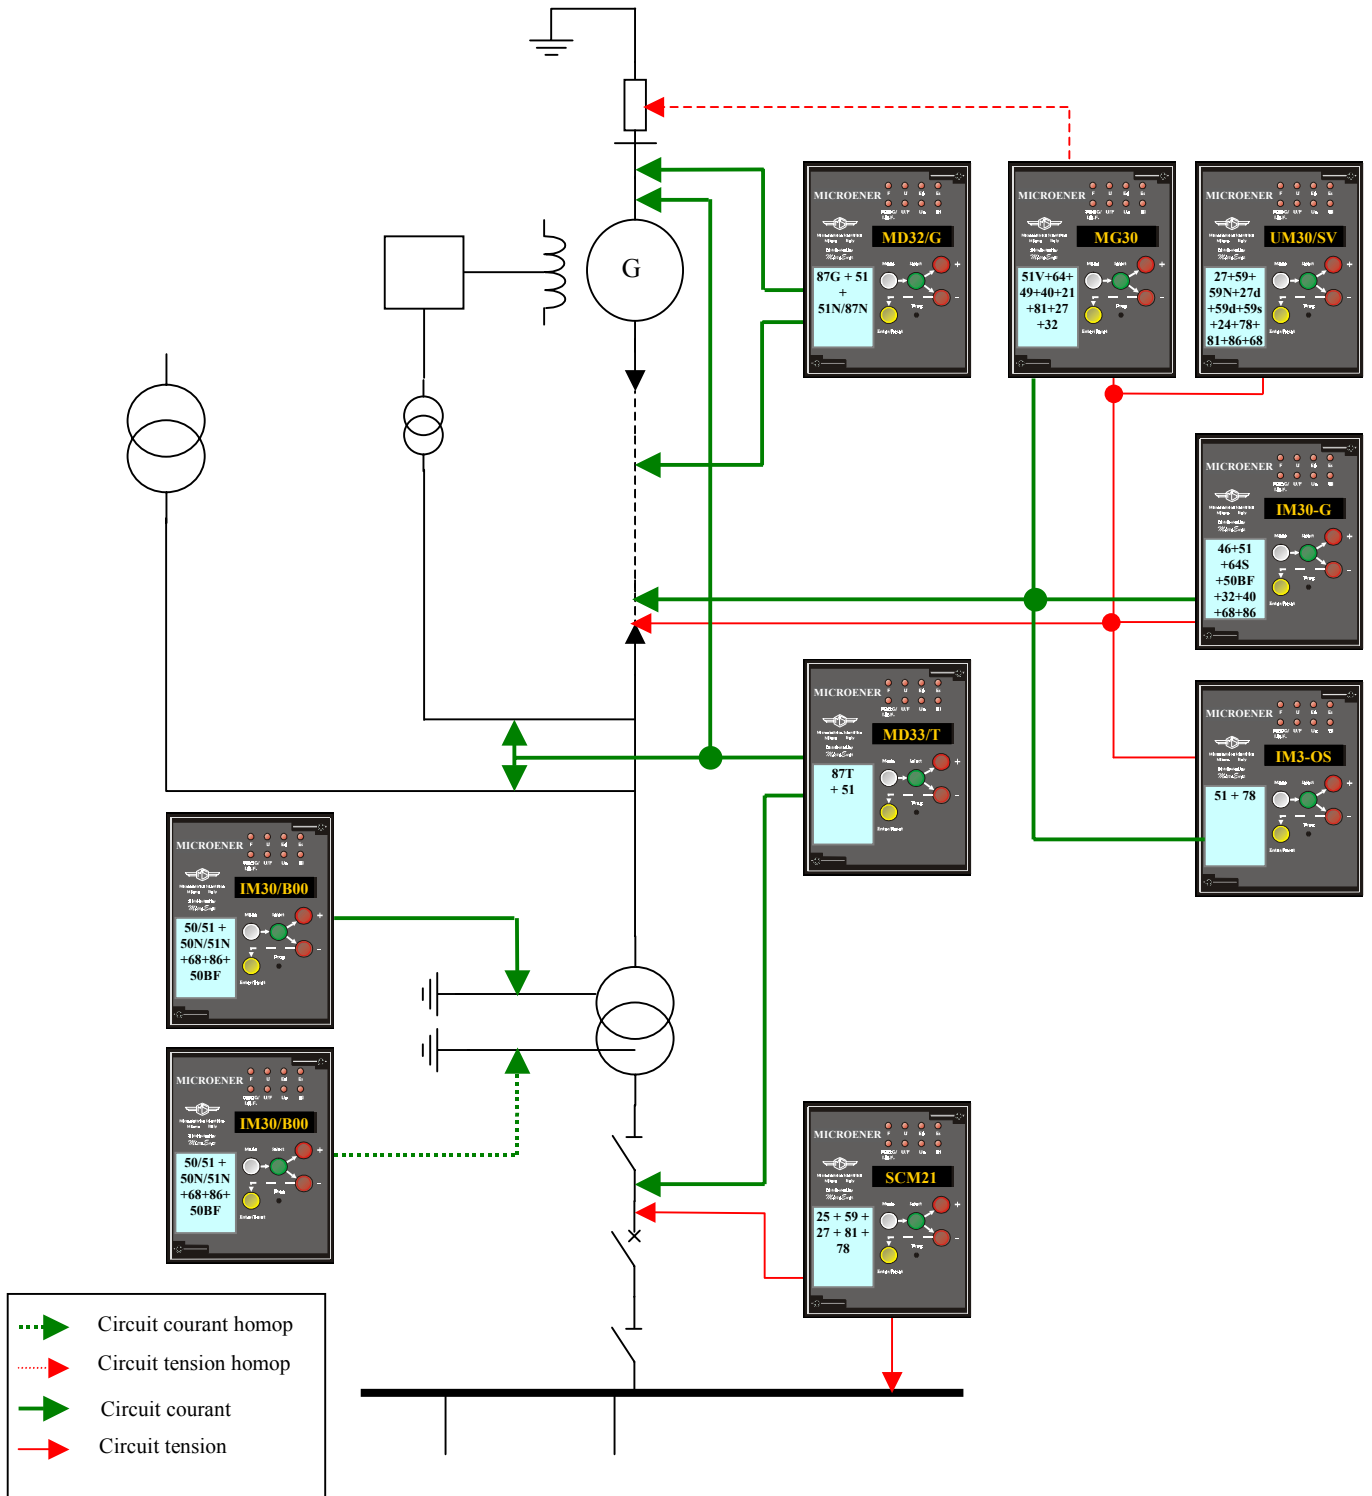 G
MICROENER
MD32/G
87G + 51
+
51N/87N
MICROENER
MG30
51V+64+
49+40+21
+81+27
+32
MICROENER
UM30/SV
27+59+
59N+27d
+59d+59s
+24+78+
81+86+68
MICROENER
IM30-G
46+51
+64S
+50BF
+32+40
+68+86
MICROENER
MD33/T
87T
+ 51
MICROENER
IM3-OS
51 + 78
MICROENER
IM30/B00
50/51 +
50N/51N
+68+86+
50BF
MICROENER
IM30/B00
50/51 +
50N/51N
+68+86+
50BF
MICROENER
SCM21
25 + 59 +
27 + 81 +
78
Circuit courant homop
Circuit tension homop
Circuit courant
Circuit tension